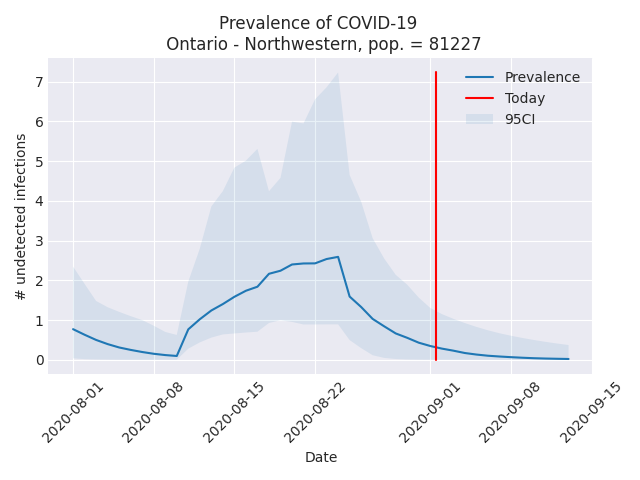 Prevalence of COVID-19
Ontario - Northwestern, pop. = 81227
Prevalence
Today
95CI
# undetected infections
7
6
5
4
3
2
1
0
2020-08-01
2020-08-08
2020-08-15
2020-08-22
2020-09-01
2020-09-08
2020-09-15
Date